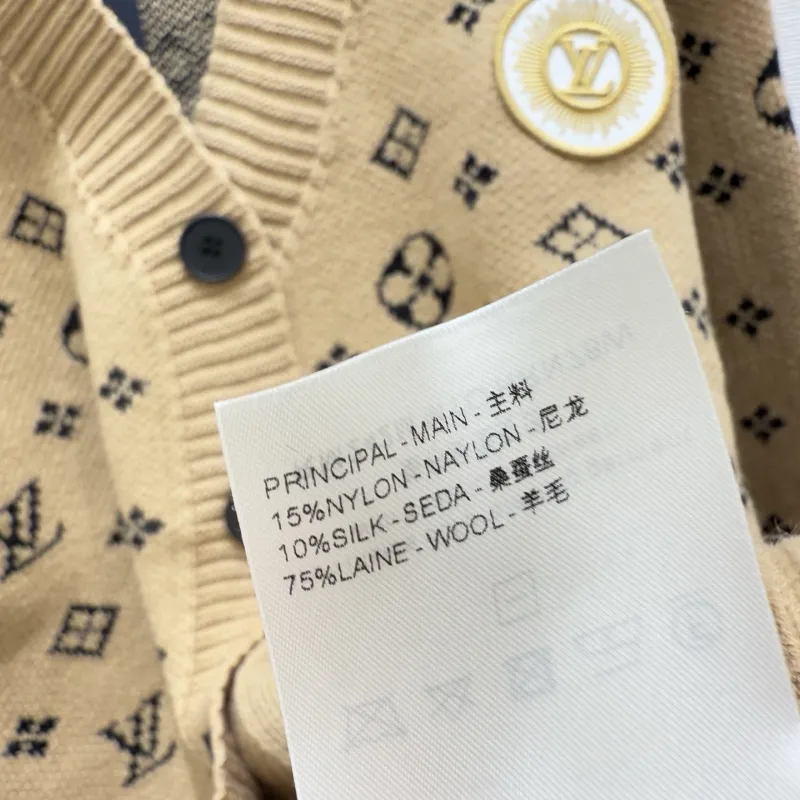 LV
PRINCIPAL-MAIN-主料
15%NYLON-NAYLON-尼龙
10%SILK-SEDA-桑蚕丝
75%LAINE-WOOL-羊毛